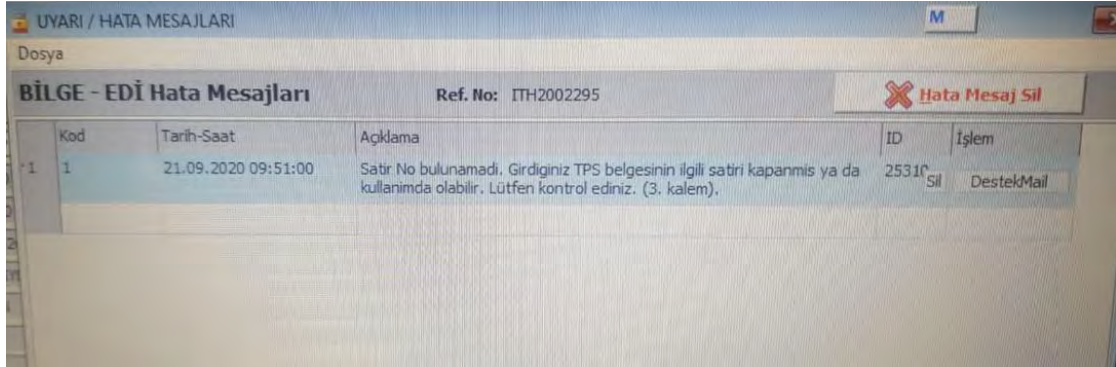 UYARI / HATA MESAJLARI
M
Dosya
BİLGE - EDİ Hata Mesajları
Ref. No: ITH2002295
Hata Mesaj Sil
Kod
Tarih-Saat
Açıklama
ID
İşlem
1
1
21.09.2020 09:51:00
Satir No bulunamadi. Girdiginiz TPS belgesinin ilgili satiri kapanmis ya da
kullanimda olabilir. Lütfen kontrol ediniz. (3. kalem).
Sil
DestekMail